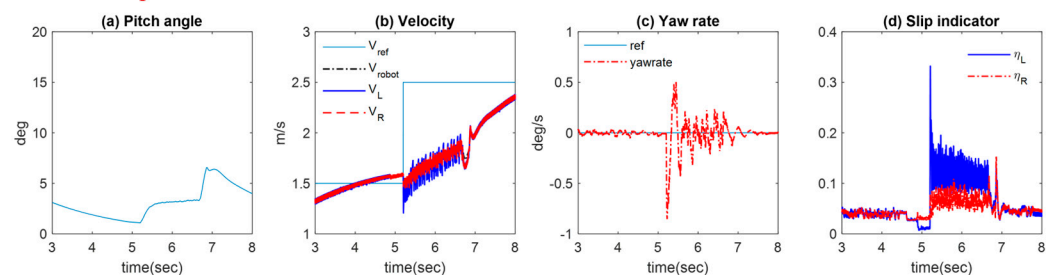 (a) Pitch angle
20
15
10
5
0
deg
3 4 5 6 7 8
time(sec)
(b) Velocity
3
2.5
2
1.5
1
m/s
V_ref
V_robot
V_L
V_R
3 4 5 6 7 8
time(sec)
(c) Yaw rate
1
0.5
0
-0.5
-1
deg/s
ref
yawrate
3 4 5 6 7 8
time(sec)
(d) Slip indicator
0.4
0.3
0.2
0.1
0
η_L
η_R
3 4 5 6 7 8
time(sec)